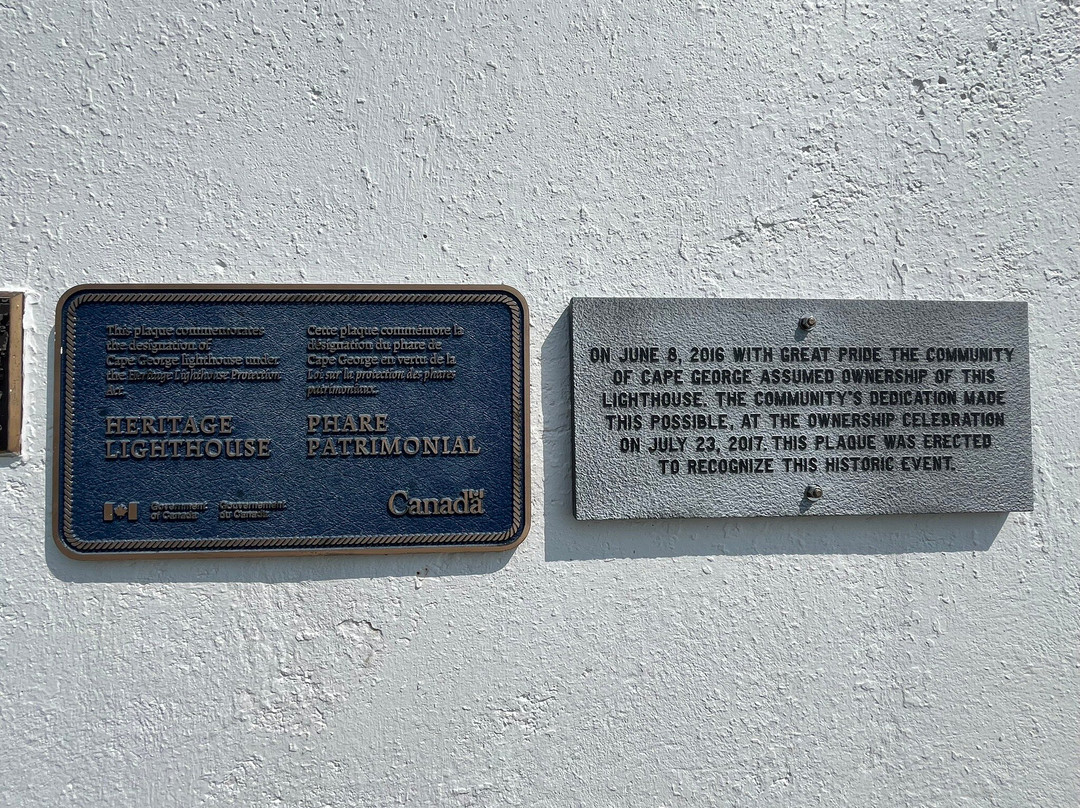 This plaque commemorates
the designation of
Cape George lighthouse under
the Heritage Lighthouse Protection
act.
HERITAGE
LIGHTHOUSE
Cette plaque commémore la
désignation du phare de
Cape George en vertu de la
Loi sur la protection des phares
patrimoniaux.
PHARE
PATRIMONIAL
Government
of Canada
Gouvernement
du Canada
Canada
ON JUNE 8, 2016 WITH GREAT PRIDE THE COMMUNITY
OF CAPE GEORGE ASSUMED OWNERSHIP OF THIS
LIGHTHOUSE. THE COMMUNITY'S DEDICATION MADE
THIS POSSIBLE, AT THE OWNERSHIP CELEBRATION
ON JULY 23, 2017. THIS PLAQUE WAS ERECTED
TO RECOGNIZE THIS HISTORIC EVENT.